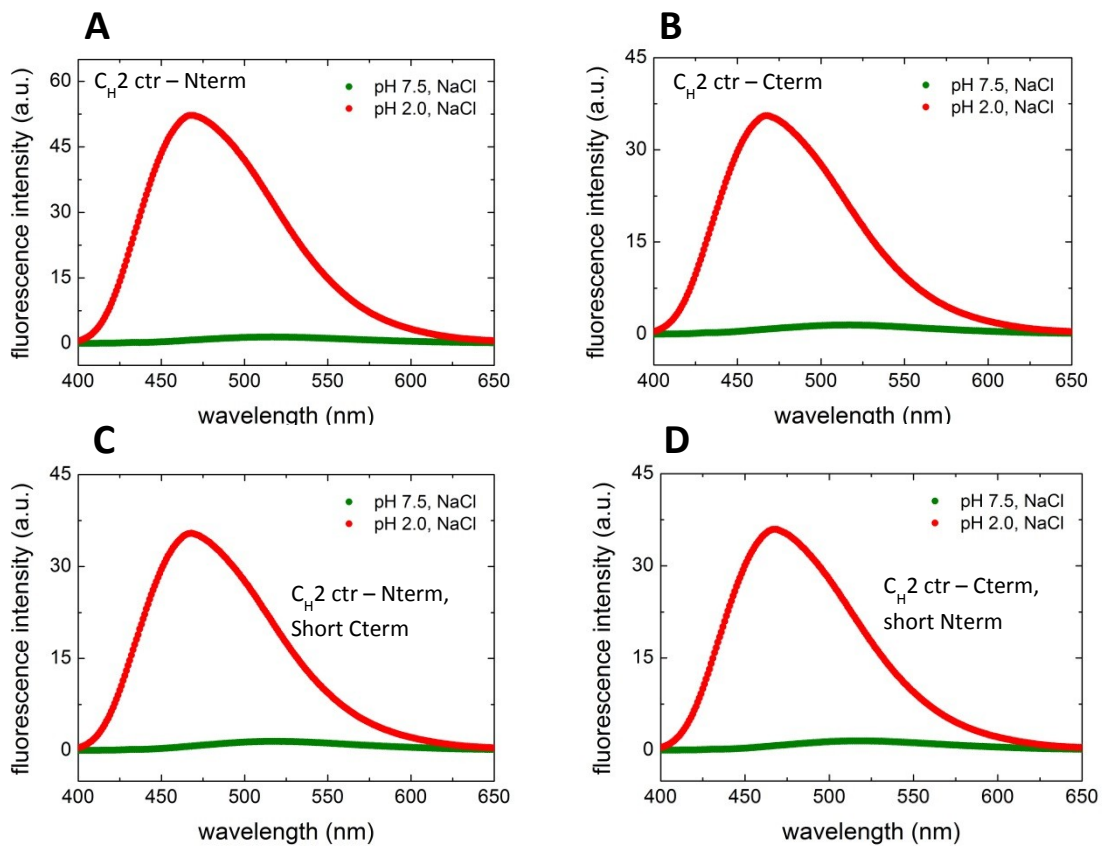 A
C_H2 ctr – Nterm
pH 7.5, NaCl
pH 2.0, NaCl
60
45
30
15
0
fluorescence intensity (a.u.)
400 450 500 550 600 650
wavelength (nm)
B
C_H2 ctr – Cterm
pH 7.5, NaCl
pH 2.0, NaCl
45
30
15
0
fluorescence intensity (a.u.)
400 450 500 550 600 650
wavelength (nm)
C
pH 7.5, NaCl
pH 2.0, NaCl
C_H2 ctr – Nterm,
Short Cterm
45
30
15
0
fluorescence intensity (a.u.)
400 450 500 550 600 650
wavelength (nm)
D
pH 7.5, NaCl
pH 2.0, NaCl
C_H2 ctr – Cterm,
short Nterm
45
30
15
0
fluorescence intensity (a.u.)
400 450 500 550 600 650
wavelength (nm)